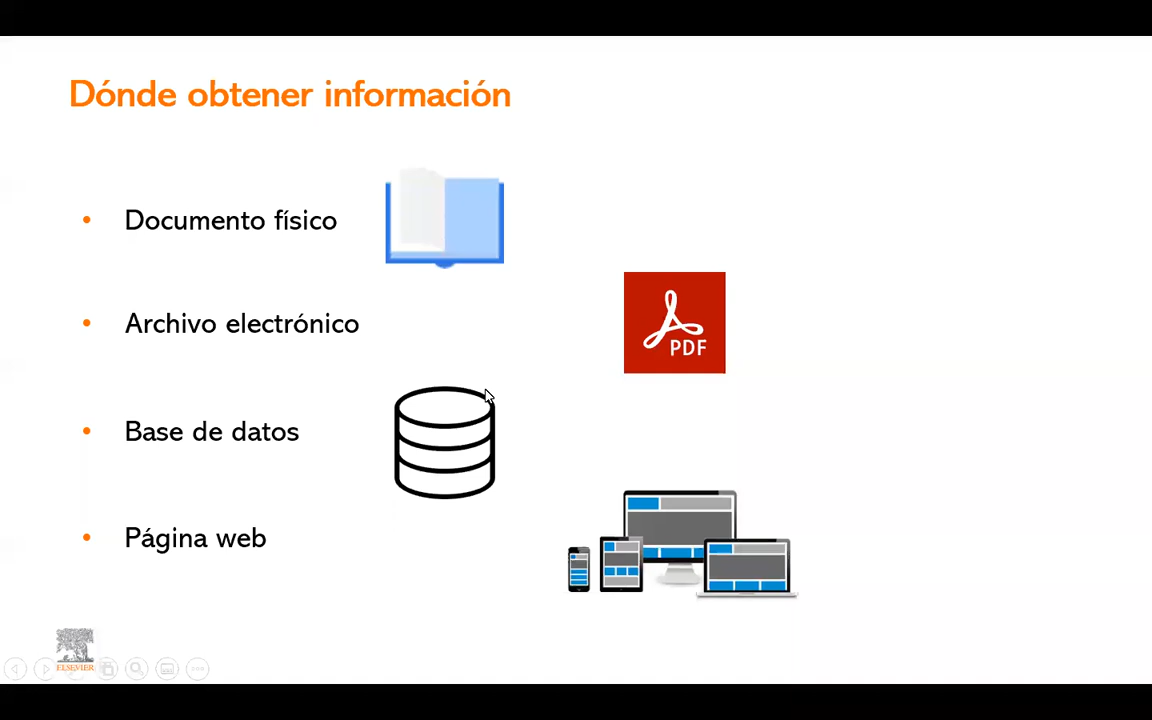 Dónde obtener información
• Documento físico
• Archivo electrónico
PDF
• Base de datos
• Página web
ELSEVIER